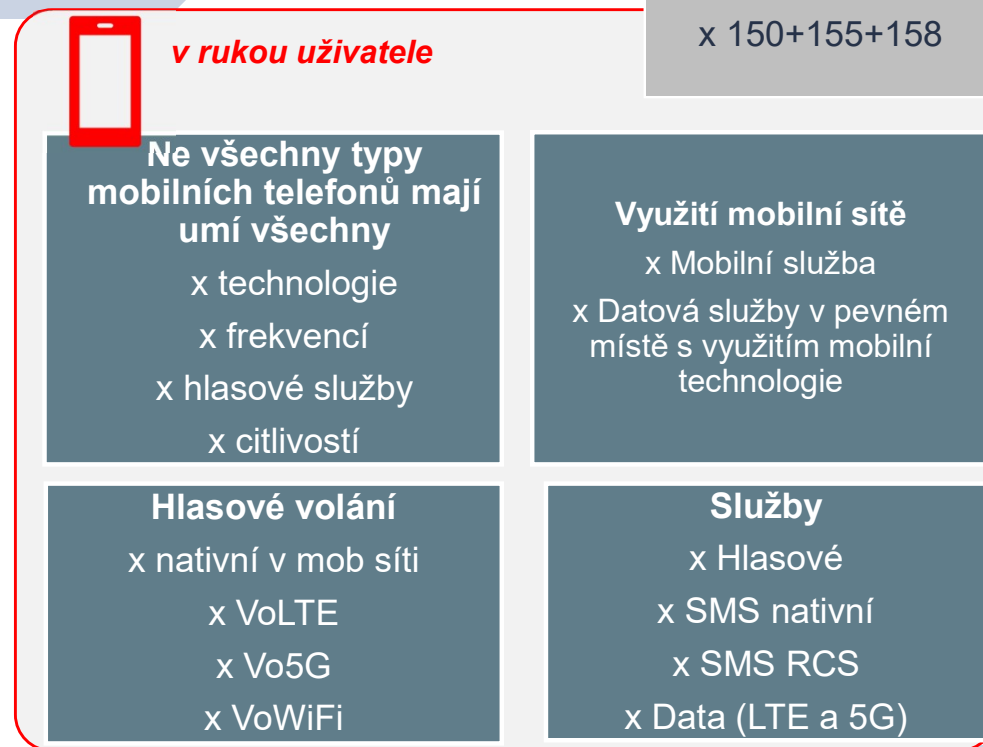 v rukou uživatele
x 150+155+158
Ne všechny typy
mobilních telefonů mají
umí všechny
x technologie
x frekvencí
x hlasové služby
x citlivostí
Využití mobilní sítě
x Mobilní služba
x Datová služby v pevném
místě s využitím mobilní
technologie
Hlasové volání
x nativní v mob síti
x VoLTE
x Vo5G
x VoWiFi
Služby
x Hlasové
x SMS nativní
x SMS RCS
x Data (LTE a 5G)